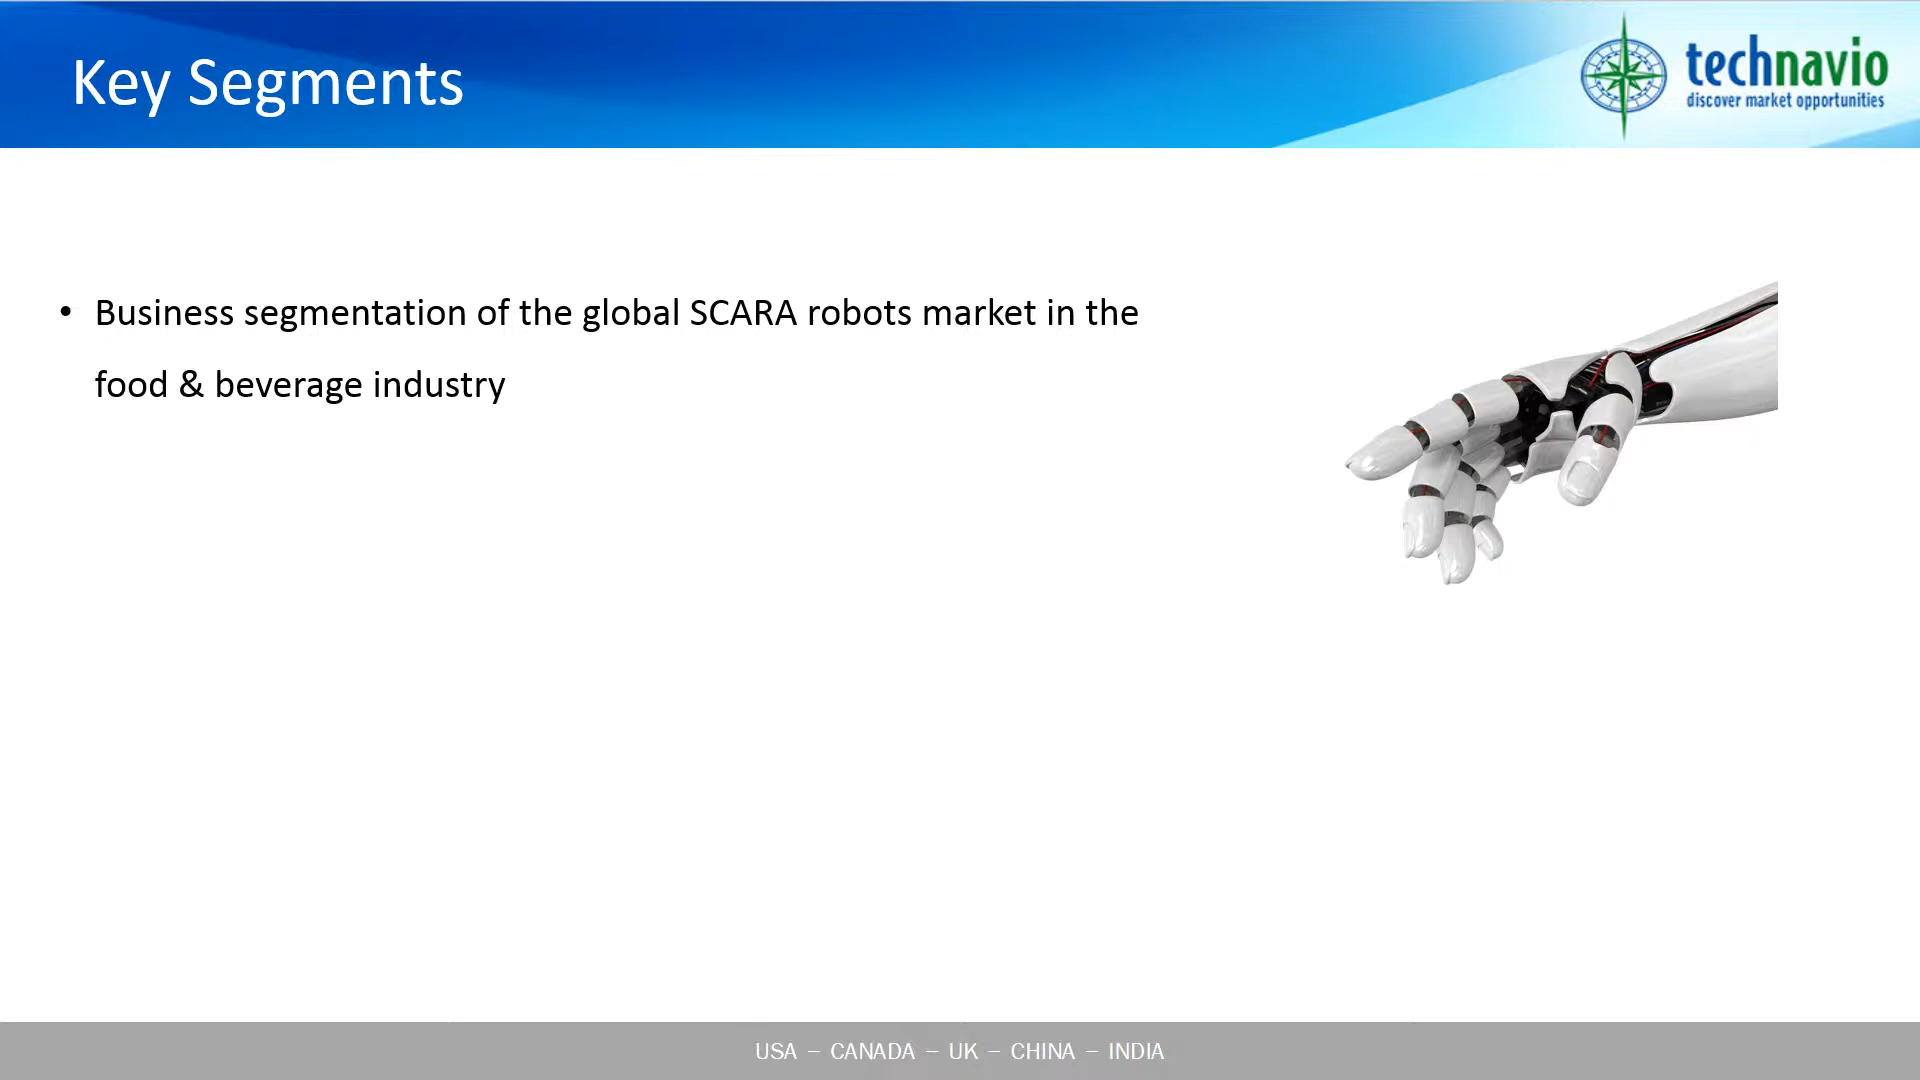 Key Segments
technavio
discover market opportunities
• Business segmentation of the global SCARA robots market in the
food & beverage industry
USA – CANADA – UK – CHINA – INDIA